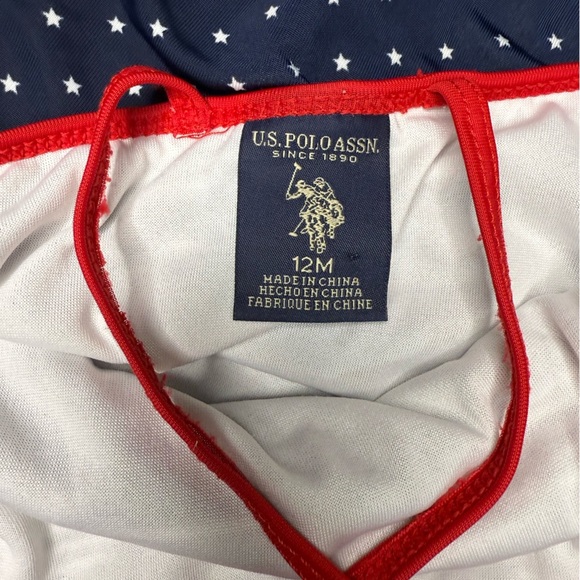 U.S. POLO ASSN.
SINCE 1890
12M
MADE IN CHINA
HECHO EN CHINA
FABRIQUE EN CHINE